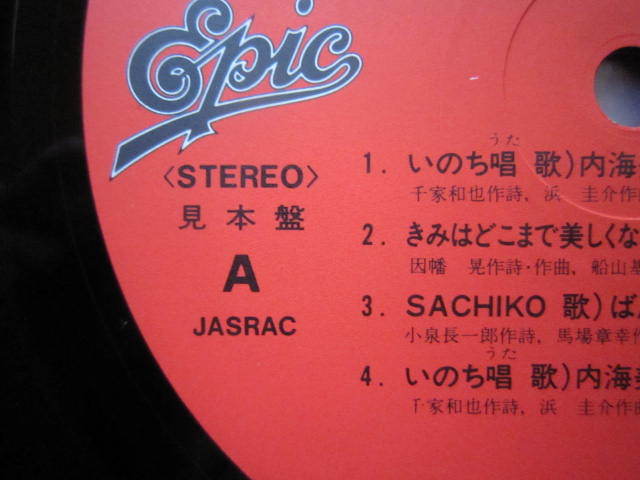 Epic
〈STEREO〉
見本盤
A
JASRAC
うた
1. いのち唱 歌)内海
千家和也作詩, 浜 圭介作
2. きみはどこまで美しくな
因幡 晃作詩・作曲, 船山基
3. SACHIKO 歌)ば
小泉長一郎作詩, 馬場章幸作
うた
4. いのち唱 歌)内海
千家和也作詩, 浜 圭介作曲